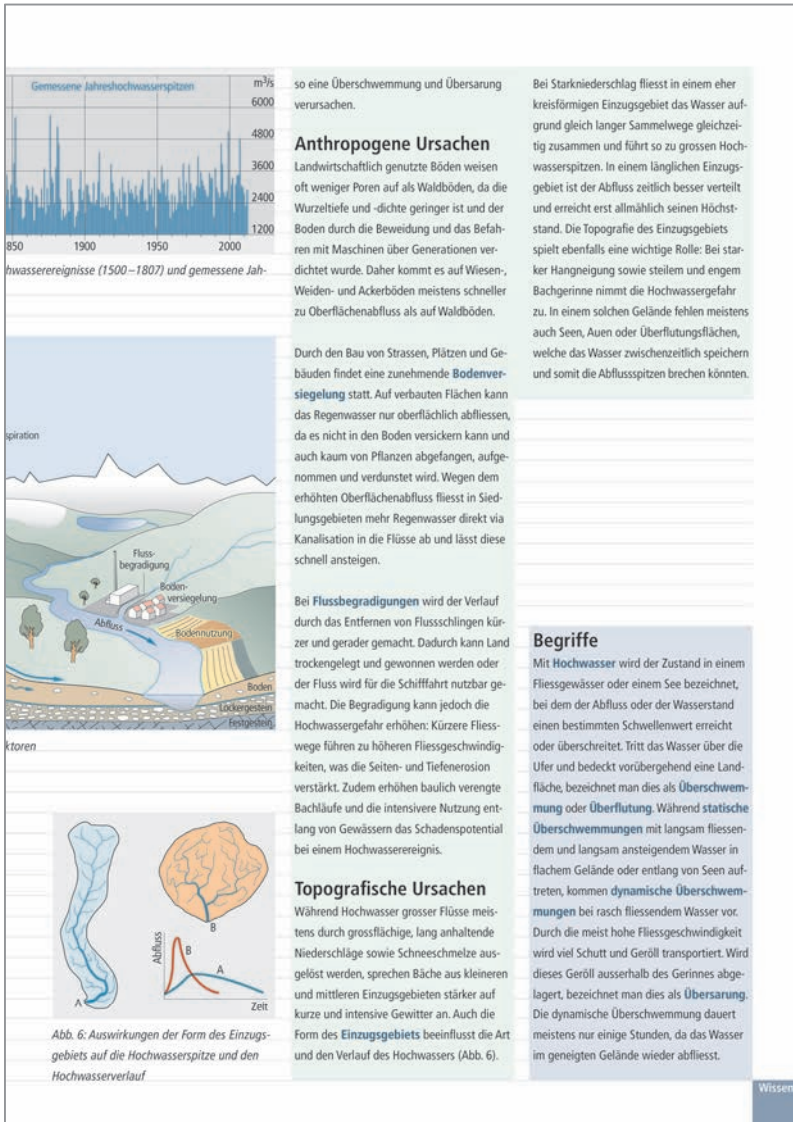 Gemessene Jahreshochwasserspitzen
m³/s
6000
4800
3600
2400
1200
850
1900
1950
2000
hwasserereignisse (1500–1807) und gemessene Jah-
spiration
Fluss-
begradigung
Boden-
versiegelung
Abfluss
Bodennutzung
Boden
Lockergestein
Festgestein
ktoren
A
B
Abfluss
B
A
Zeit
Abb. 6: Auswirkungen der Form des Einzugs-
gebiets auf die Hochwasserspitze und den
Hochwasserverlauf
so eine Überschwemmung und Übersarung
verursachen.
Anthropogene Ursachen
Landwirtschaftlich genutzte Böden weisen
oft weniger Poren auf als Waldböden, da die
Wurzeltiefe und -dichte geringer ist und der
Boden durch die Beweidung und das Befah-
ren mit Maschinen über Generationen ver-
dichtet wurde. Daher kommt es auf Wiesen-,
Weiden- und Ackerböden meistens schneller
zu Oberflächenabfluss als auf Waldböden.
Durch den Bau von Strassen, Plätzen und Ge-
bäuden findet eine zunehmende Bodenver-
siegelung statt. Auf verbauten Flächen kann
das Regenwasser nur oberflächlich abfliessen,
da es nicht in den Boden versickern kann und
auch kaum von Pflanzen abgefangen, aufge-
nommen und verdunstet wird. Wegen dem
erhöhten Oberflächenabfluss fliesst in Sied-
lungsgebieten mehr Regenwasser direkt via
Kanalisation in die Flüsse ab und lässt diese
schnell ansteigen.
Bei Flussbegradigungen wird der Verlauf
durch das Entfernen von Flussschlingen kür-
zer und gerader gemacht. Dadurch kann Land
trockengelegt und gewonnen werden oder
der Fluss wird für die Schifffahrt nutzbar ge-
macht. Die Begradigung kann jedoch die
Hochwassergefahr erhöhen: Kürzere Fliess-
wege führen zu höheren Fliessgeschwindig-
keiten, was die Seiten- und Tiefenerosion
verstärkt. Zudem erhöhen baulich verengte
Bachläufe und die intensivere Nutzung ent-
lang von Gewässern das Schadenspotential
bei einem Hochwasserereignis.
Topografische Ursachen
Während Hochwasser grosser Flüsse meis-
tens durch grossflächige, lang anhaltende
Niederschläge sowie Schneeschmelze aus-
gelöst werden, sprechen Bäche aus kleineren
und mittleren Einzugsgebieten stärker auf
kurze und intensive Gewitter an. Auch die
Form des Einzugsgebiets beeinflusst die Art
und den Verlauf des Hochwassers (Abb. 6).
Bei Starkniederschlag fliesst in einem eher
kreisförmigen Einzugsgebiet das Wasser auf-
grund gleich langer Sammelwege gleichzei-
tig zusammen und führt so zu grossen Hoch-
wasserspitzen. In einem länglichen Einzugs-
gebiet ist der Abfluss zeitlich besser verteilt
und erreicht erst allmählich seinen Höchst-
stand. Die Topografie des Einzugsgebiets
spielt ebenfalls eine wichtige Rolle: Bei star-
ker Hangneigung sowie steilem und engem
Bachgerinne nimmt die Hochwassergefahr
zu. In einem solchen Gelände fehlen meistens
auch Seen, Auen oder Überflutungsflächen,
welche das Wasser zwischenzeitlich speichern
und somit die Abflussspitzen brechen könnten.
Begriffe
Mit Hochwasser wird der Zustand in einem
Fliessgewässer oder einem See bezeichnet,
bei dem der Abfluss oder der Wasserstand
einen bestimmten Schwellenwert erreicht
oder überschreitet. Tritt das Wasser über die
Ufer und bedeckt vorübergehend eine Land-
fläche, bezeichnet man dies als Überschwem-
mung oder Überflutung. Während statische
Überschwemmungen mit langsam fliessen-
dem und langsam ansteigendem Wasser in
flachem Gelände oder entlang von Seen auf-
treten, kommen dynamische Überschwem-
mungen bei rasch fliessendem Wasser vor.
Durch die meist hohe Fliessgeschwindigkeit
wird viel Schutt und Geröll transportiert. Wird
dieses Geröll ausserhalb des Gerinnes abge-
lagert, bezeichnet man dies als Übersarung.
Die dynamische Überschwemmung dauert
meistens nur einige Stunden, da das Wasser
im geneigten Gelände wieder abfliesst.
Wissen